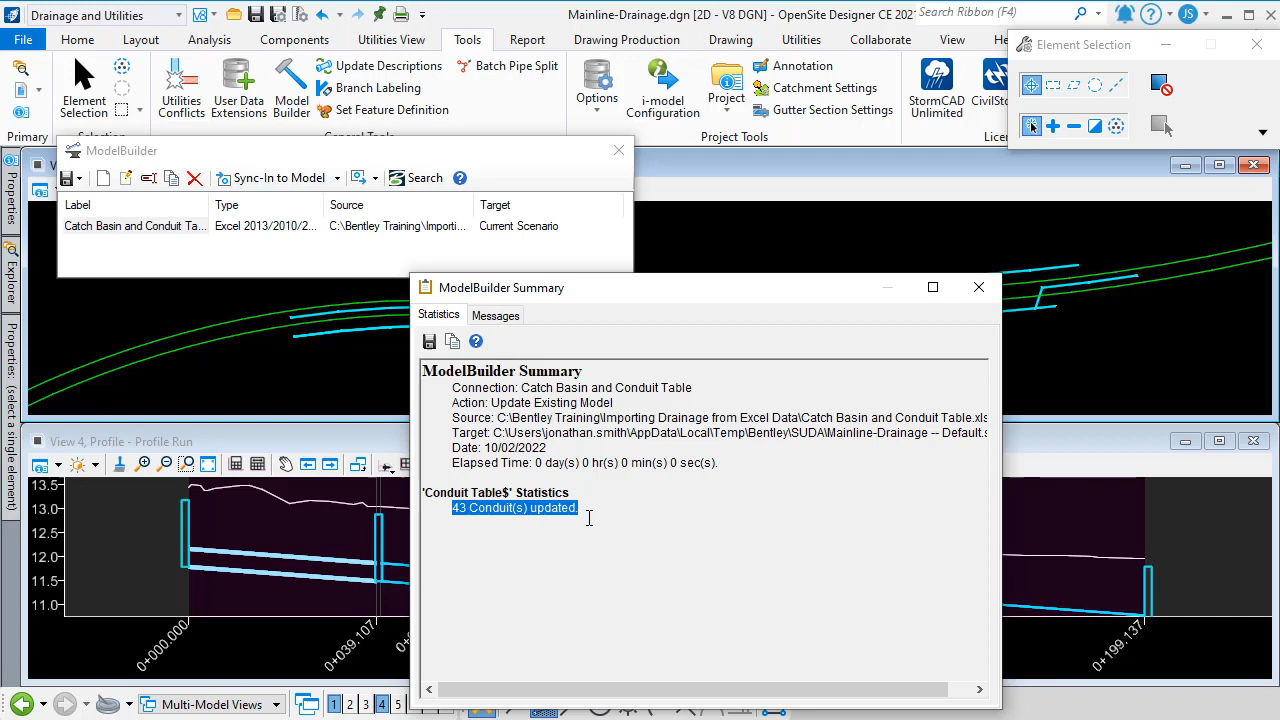 Drainage and Utilities
Mainline-Drainage.dgn [2D - V8 DGN] - OpenSite Designer CE 202
Search Ribbon (F4)
JS
File
Home
Layout
Analysis
Components
Utilities View
Tools
Report
Drawing Production
Drawing
Utilities
Collaborate
View
Element Selection
Element
Selection
Utilities
Conflicts
User Data
Extensions
Model
Builder
Update Descriptions
Branch Labeling
Set Feature Definition
Batch Pipe Split
Options
i-model
Configuration
Project
Annotation
Catchment Settings
Gutter Section Settings
StormCAD
Unlimited
CivilSto
Primary
Selection
General Tools
Project Tools
Licen
ModelBuilder
Sync-In to Model
Search
Label
Type
Source
Target
Catch Basin and Conduit Ta...
Excel 2013/2010/2...
C:\Bentley Training\Importi...
Current Scenario
Properties
Explorer
Properties: (select a single element)
ModelBuilder Summary
Statistics
Messages
ModelBuilder Summary
Connection: Catch Basin and Conduit Table
Action: Update Existing Model
Source: C:\Bentley Training\Importing Drainage from Excel Data\Catch Basin and Conduit Table.xls
Target: C:\Users\jonathan.smith\AppData\Local\Temp\Bentley\SUDA\Mainline-Drainage -- Default.s
Date: 10/02/2022
Elapsed Time: 0 day(s) 0 hr(s) 0 min(s) 0 sec(s).
'Conduit Table$' Statistics
43 Conduit(s) updated.
View 4, Profile - Profile Run
13.5
13.0
12.5
12.0
11.5
11.0
0+000.000
0+039.107
0+199.137
Multi-Model Views
1
2
3
4
5